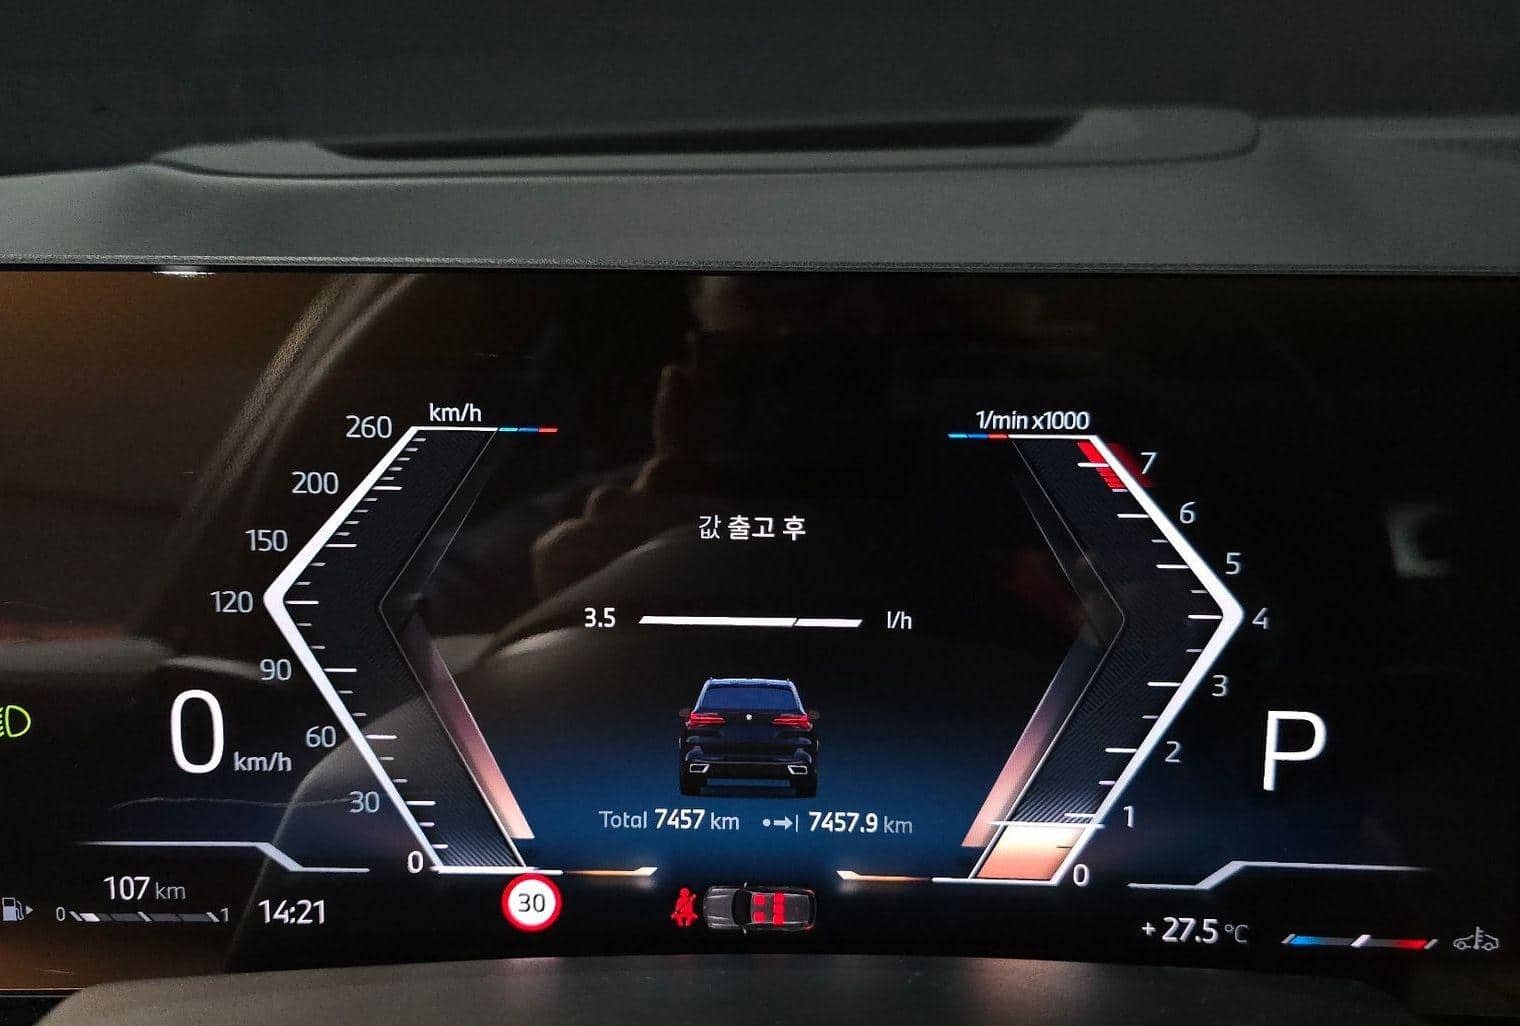 km/h
260
200
150
120
90
60
30
0
0 km/h
1/min x1000
7
6
5
4
3
2
1
0
값 출고 후
3.5 l/h
Total 7457 km 7457.9 km
P
107 km
0 1
14:21
30
+ 27.5 °C